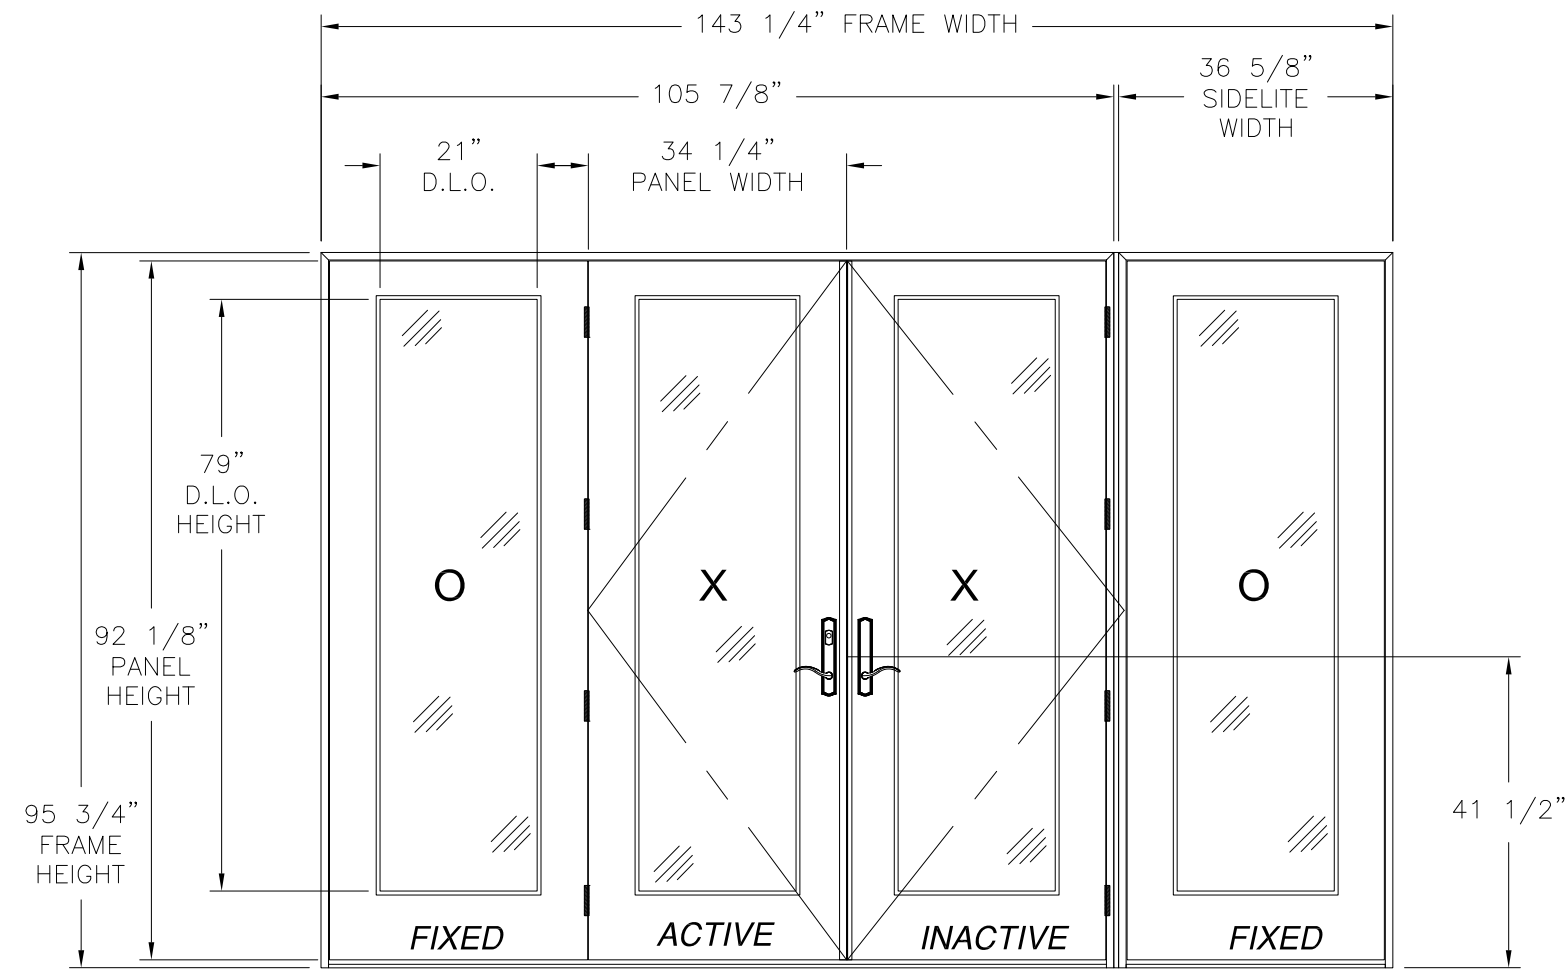 143 1/4” FRAME WIDTH
36 5/8”
SIDELITE
WIDTH
105 7/8”
21”
D.L.O.
34 1/4”
PANEL WIDTH
79”
D.L.O.
HEIGHT
O
X
X
O
92 1/8”
PANEL
HEIGHT
95 3/4”
FRAME
HEIGHT
41 1/2”
FIXED
ACTIVE
INACTIVE
FIXED